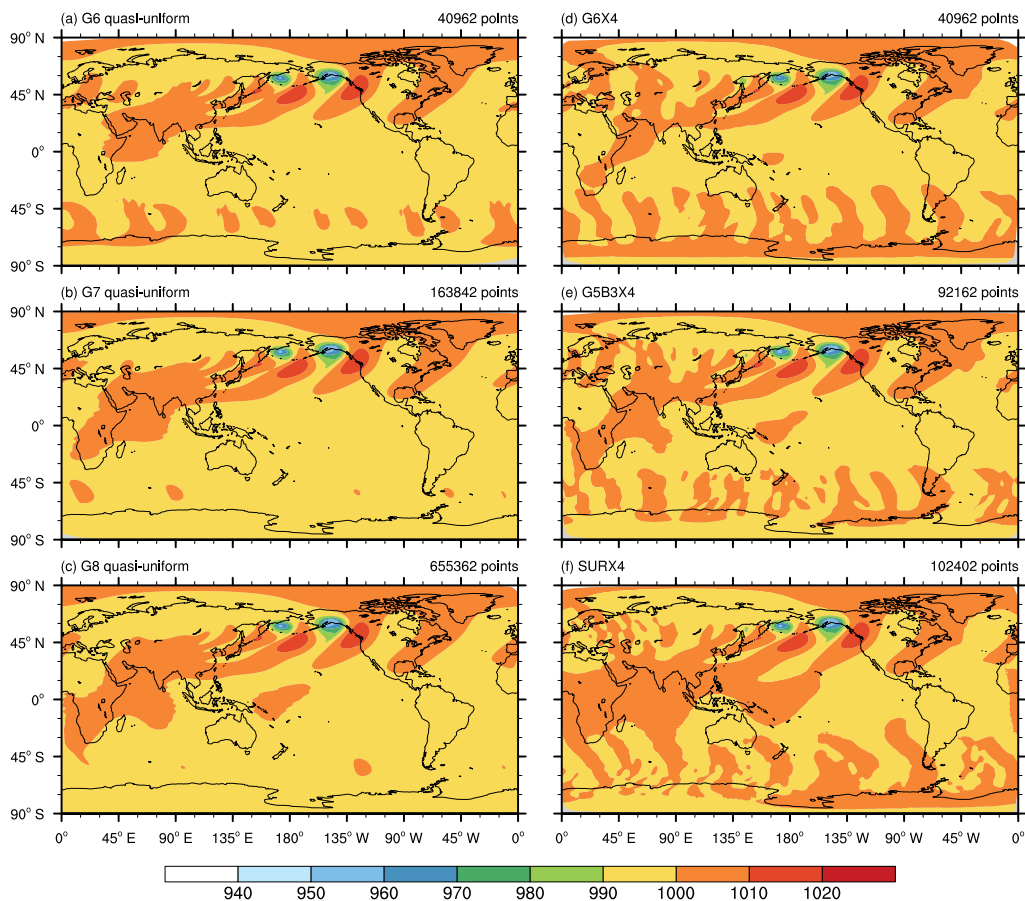 (a) G6 quasi-uniform 40962 points
90° N
45° N
0°
45° S
90° S
(d) G6X4 40962 points
(b) G7 quasi-uniform 163842 points
90° N
45° N
0°
45° S
90° S
(e) G5B3X4 92162 points
(c) G8 quasi-uniform 655362 points
90° N
45° N
0°
45° S
90° S
0° 45° E 90° E 135° E 180° 135° W 90° W 45° W 0°
(f) SURX4 102402 points
0° 45° E 90° E 135° E 180° 135° W 90° W 45° W 0°
940 950 960 970 980 990 1000 1010 1020